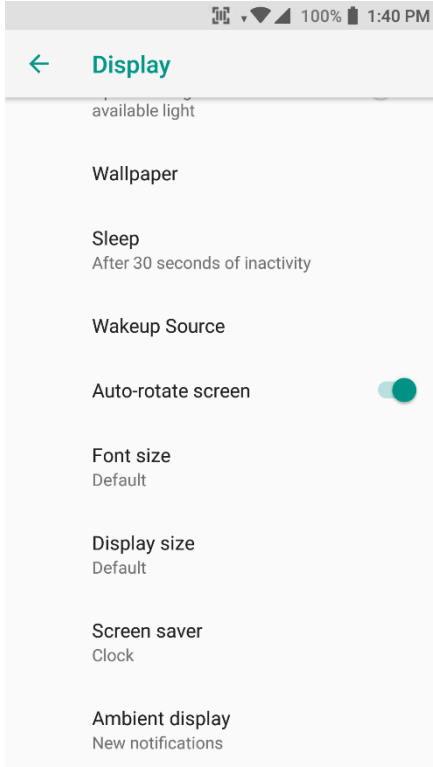 100% 1:40 PM
Display
available light
Wallpaper
Sleep
After 30 seconds of inactivity
Wakeup Source
Auto-rotate screen
Font size
Default
Display size
Default
Screen saver
Clock
Ambient display
New notifications